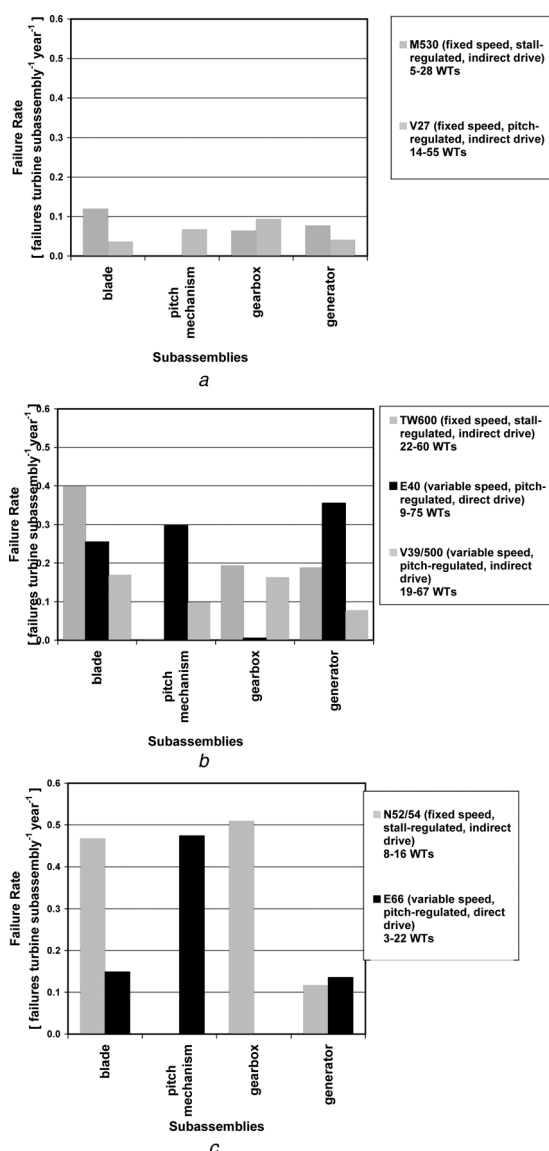 0.6
0.5
0.4
0.3
0.2
0.1
0.0
Failure Rate
[ failures turbine subassembly-1 year-1 ]
blade
pitch
mechanism
gearbox
generator
Subassemblies
M530 (fixed speed, stall-
regulated, indirect drive)
5-28 WTs
V27 (fixed speed, pitch-
regulated, indirect drive)
14-55 WTs
a
0.6
0.5
0.4
0.3
0.2
0.1
0.0
Failure Rate
[ failures turbine subassembly-1 year-1 ]
blade
pitch
mechanism
gearbox
generator
Subassemblies
TW600 (fixed speed, stall-
regulated, indirect drive)
22-60 WTs
E40 (variable speed, pitch-
regulated, direct drive)
9-75 WTs
V39/500 (variable speed,
pitch-regulated, indirect
drive)
19-67 WTs
b
0.6
0.5
0.4
0.3
0.2
0.1
0.0
Failure Rate
[ failures turbine subassembly-1 year-1 ]
blade
pitch
mechanism
gearbox
generator
Subassemblies
N52/54 (fixed speed,
stall-regulated, indirect
drive)
8-16 WTs
E66 (variable speed,
pitch-regulated, direct
drive)
3-22 WTs
c